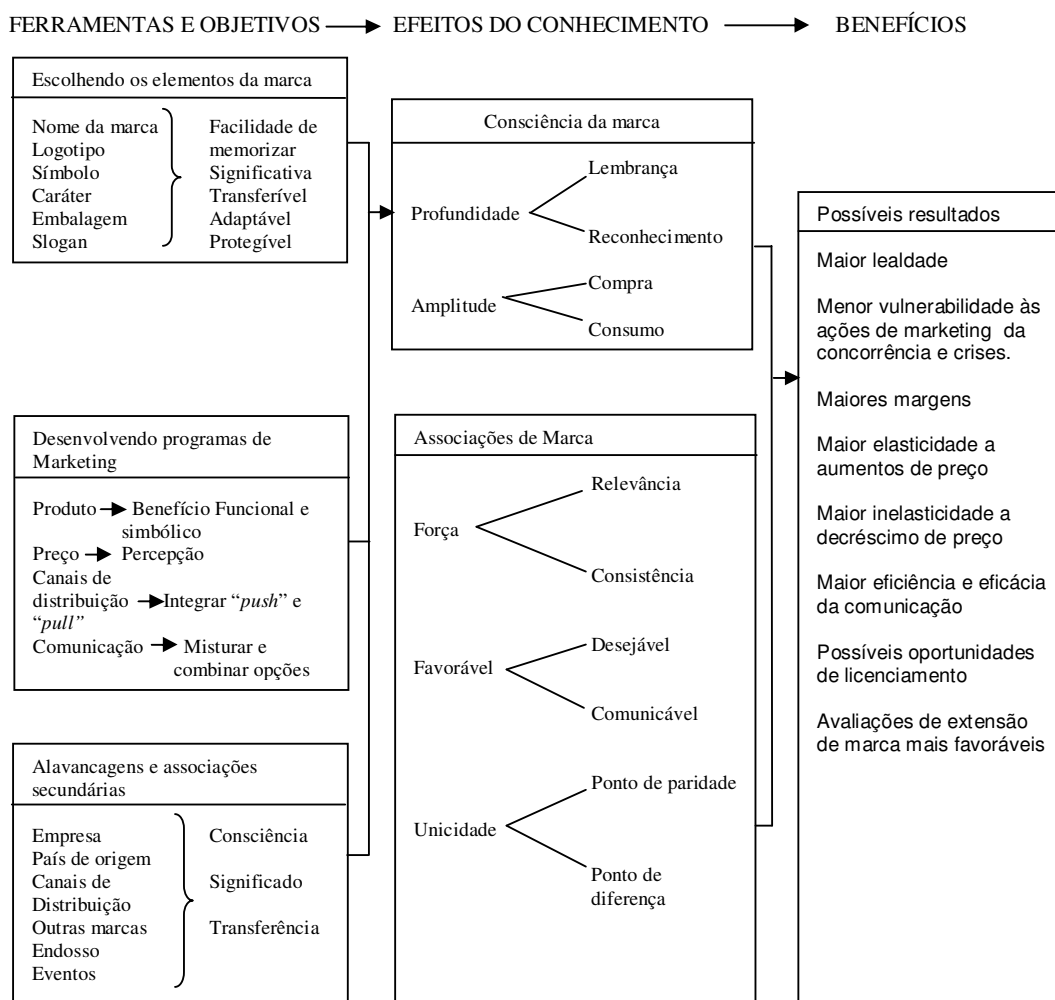 FERRAMENTAS E OBJETIVOS
EFEITOS DO CONHECIMENTO
BENEFÍCIOS
Escolhendo os elementos da marca
Nome da marca
Logotipo
Símbolo
Caráter
Embalagem
Slogan
Facilidade de
memorizar
Significativa
Transferível
Adaptável
Protegível
Desenvolvendo programas de
Marketing
Produto
Benefício Funcional e
simbólico
Preço
Percepção
Canais de
distribuição
Integrar “push” e
“pull”
Comunicação
Misturar e
combinar opções
Alavancagens e associações
secundárias
Empresa
País de origem
Canais de
Distribuição
Outras marcas
Endosso
Eventos
Consciência
Significado
Transferência
Consciência da marca
Profundidade
Lembrança
Reconhecimento
Amplitude
Compra
Consumo
Associações de Marca
Força
Relevância
Consistência
Favorável
Desejável
Comunicável
Unicidade
Ponto de paridade
Ponto de
diferença
Possíveis resultados
Maior lealdade
Menor vulnerabilidade às
ações de marketing da
concorrência e crises.
Maiores margens
Maior elasticidade a
aumentos de preço
Maior inelasticidade a
decréscimo de preço
Maior eficiência e eficácia
da comunicação
Possíveis oportunidades
de licenciamento
Avaliações de extensão
de marca mais favoráveis